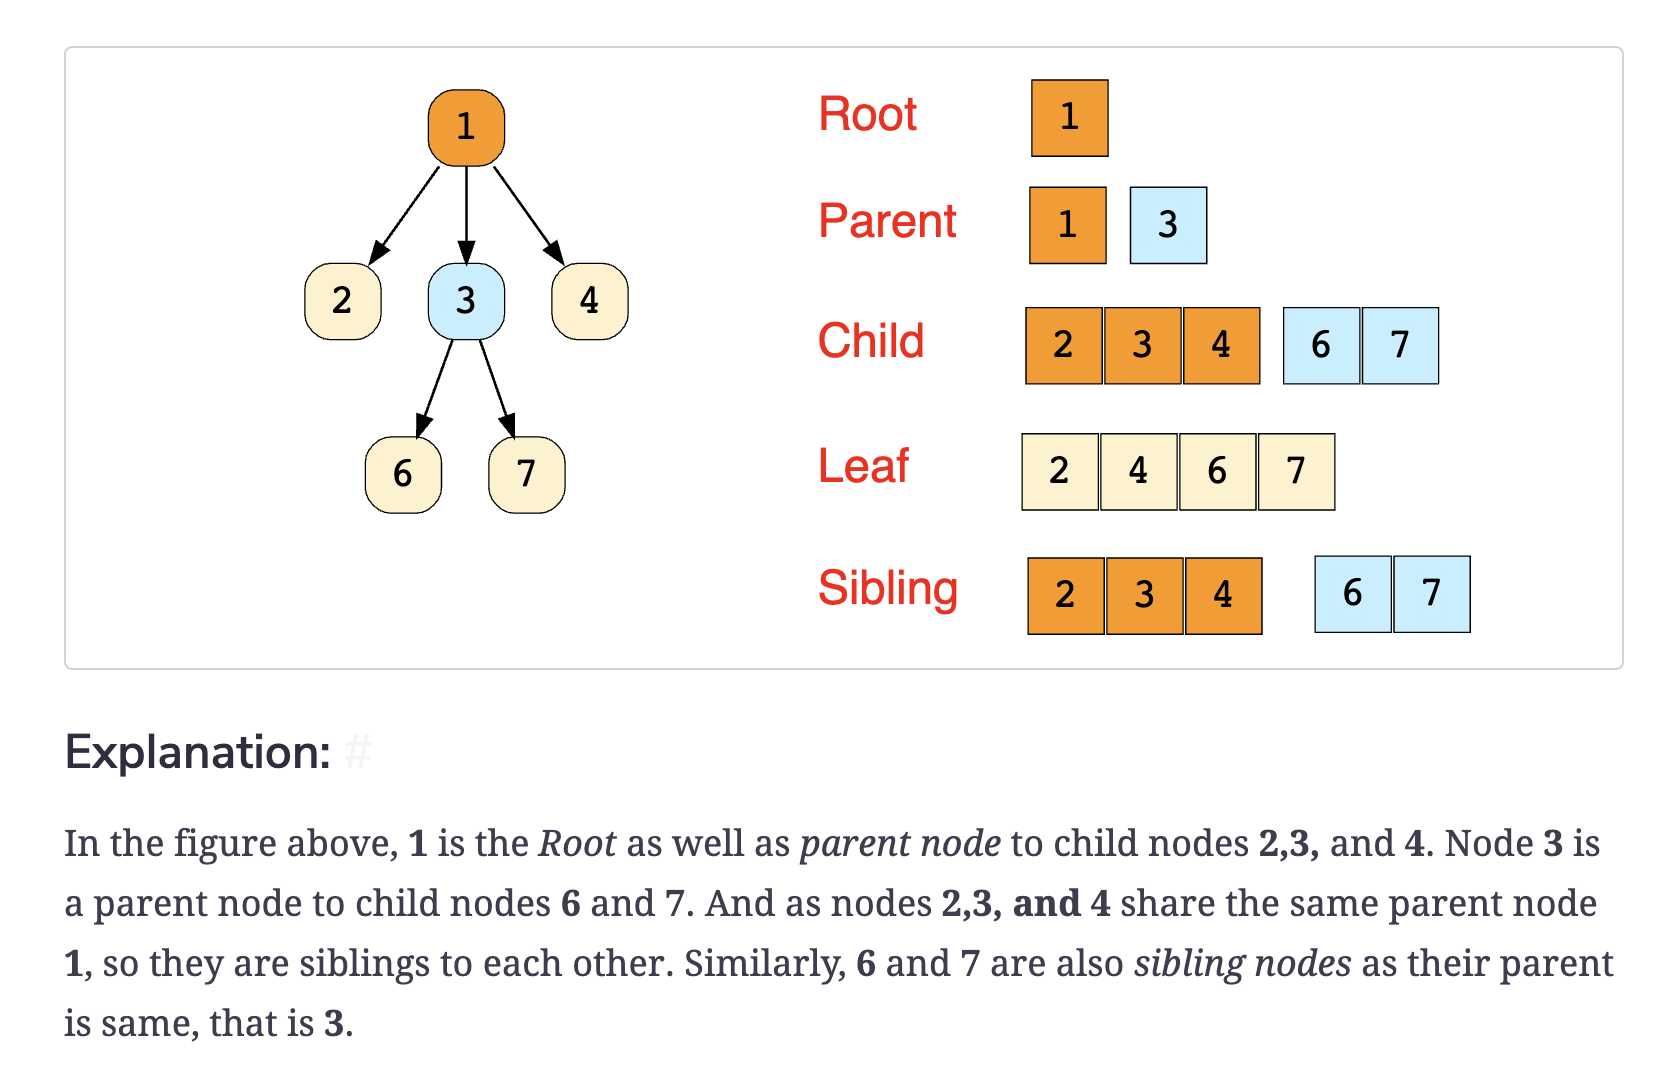 1
2 3 4
6 7
Root 1
Parent 1 3
Child 2 3 4 6 7
Leaf 2 4 6 7
Sibling 2 3 4 6 7
Explanation: #
In the figure above, 1 is the Root as well as parent node to child nodes 2,3, and 4. Node 3 is
a parent node to child nodes 6 and 7. And as nodes 2,3, and 4 share the same parent node
1, so they are siblings to each other. Similarly, 6 and 7 are also sibling nodes as their parent
is same, that is 3.